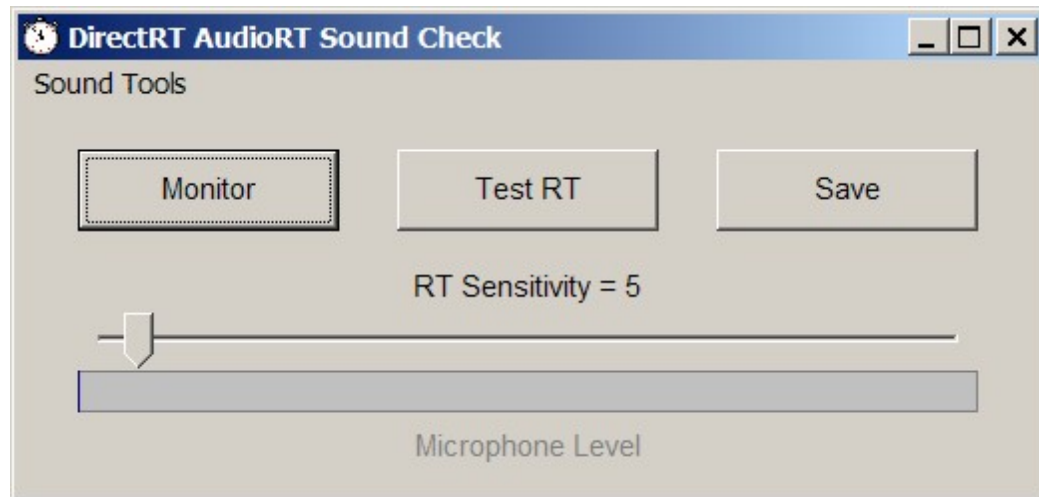 DirectRT AudioRT Sound Check
Sound Tools
Monitor Test RT Save
RT Sensitivity = 5
Microphone Level